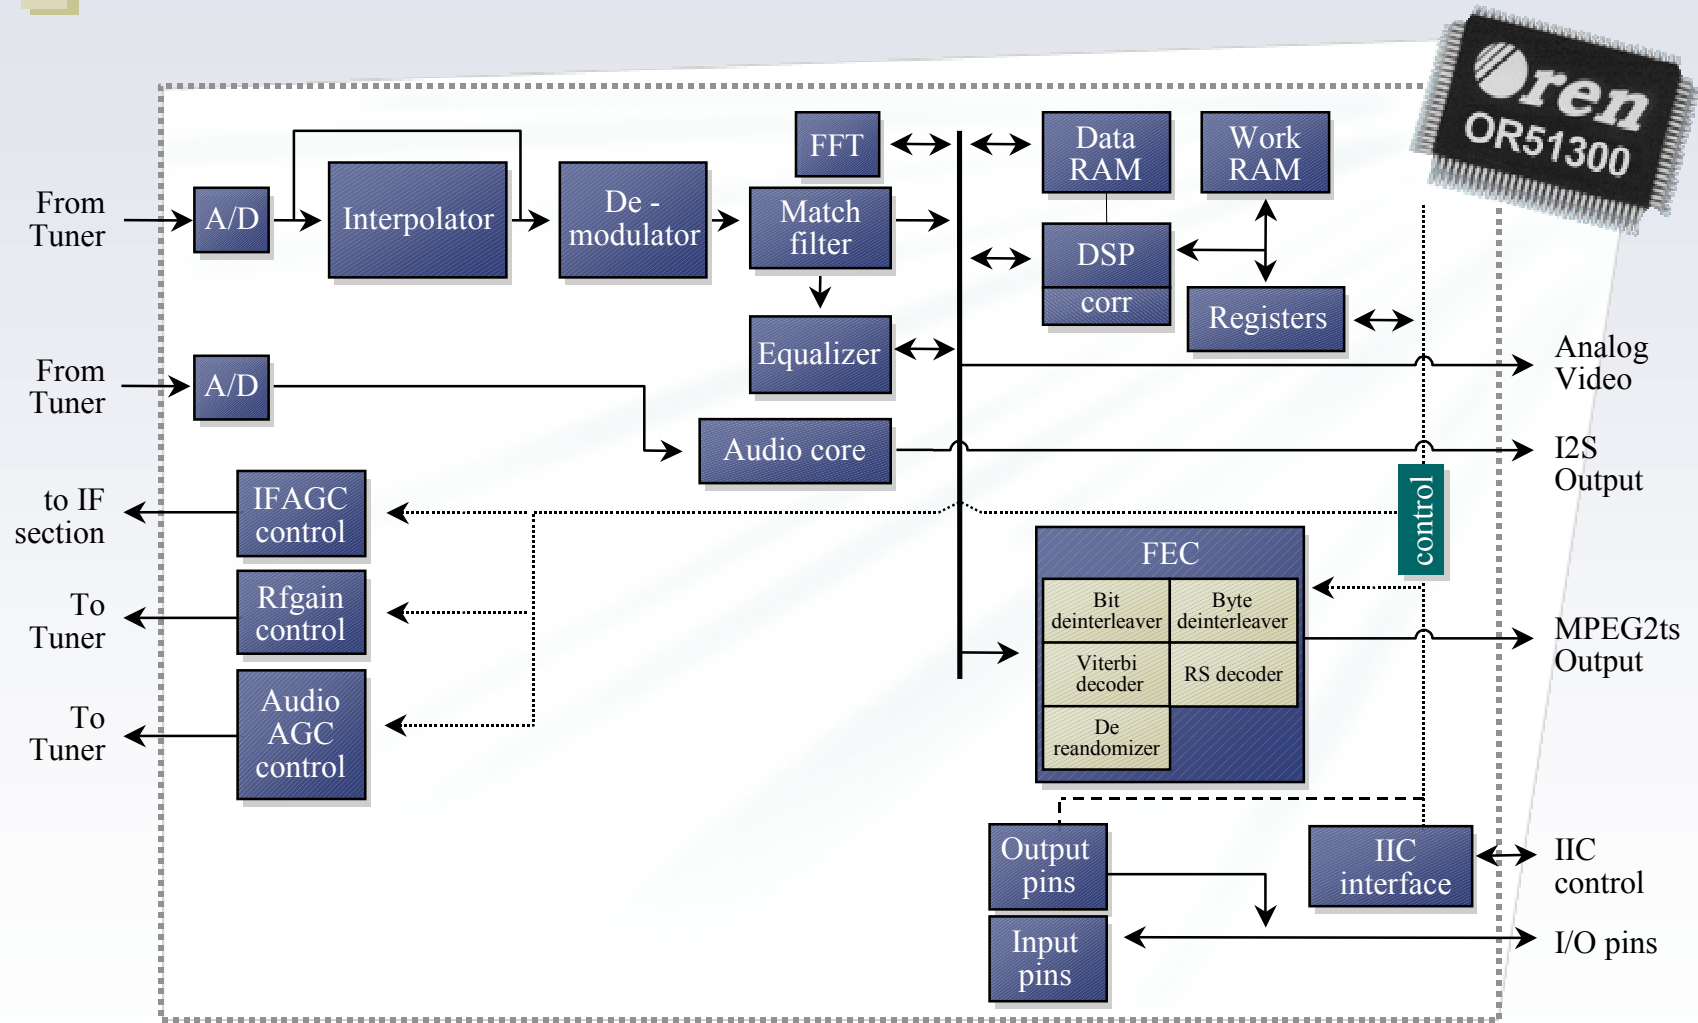 Oren
OR51300
From
Tuner
A/D
Interpolator
De -
modulator
FFT
Match
filter
Equalizer
Data
RAM
Work
RAM
DSP
corr
Registers
From
Tuner
A/D
Audio core
Analog
Video
I2S
Output
to IF
section
IFAGC
control
control
To
Tuner
Rfgain
control
To
Tuner
Audio
AGC
control
FEC
Bit
deinterleaver
Byte
deinterleaver
Viterbi
decoder
RS decoder
De
reandomizer
MPEG2ts
Output
Output
pins
Input
pins
IIC
interface
IIC
control
I/O pins